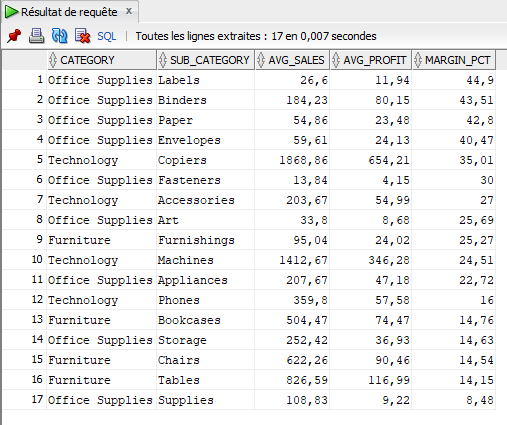 Résultat de requête x
SQL | Toutes les lignes extraites : 17 en 0,007 secondes
CATEGORY SUB_CATEGORY AVG_SALES AVG_PROFIT MARGIN_PCT
1 Office Supplies Labels 26,6 11,94 44,9
2 Office Supplies Binders 184,23 80,15 43,51
3 Office Supplies Paper 54,86 23,48 42,8
4 Office Supplies Envelopes 59,61 24,13 40,47
5 Technology Copiers 1868,86 654,21 35,01
6 Office Supplies Fasteners 13,84 4,15 30
7 Technology Accessories 203,67 54,99 27
8 Office Supplies Art 33,8 8,68 25,69
9 Furniture Furnishings 95,04 24,02 25,27
10 Technology Machines 1412,67 346,28 24,51
11 Office Supplies Appliances 207,67 47,18 22,72
12 Technology Phones 359,8 57,58 16
13 Furniture Bookcases 504,47 74,47 14,76
14 Office Supplies Storage 252,42 36,93 14,63
15 Furniture Chairs 622,26 90,46 14,54
16 Furniture Tables 826,59 116,99 14,15
17 Office Supplies Supplies 108,83 9,22 8,48